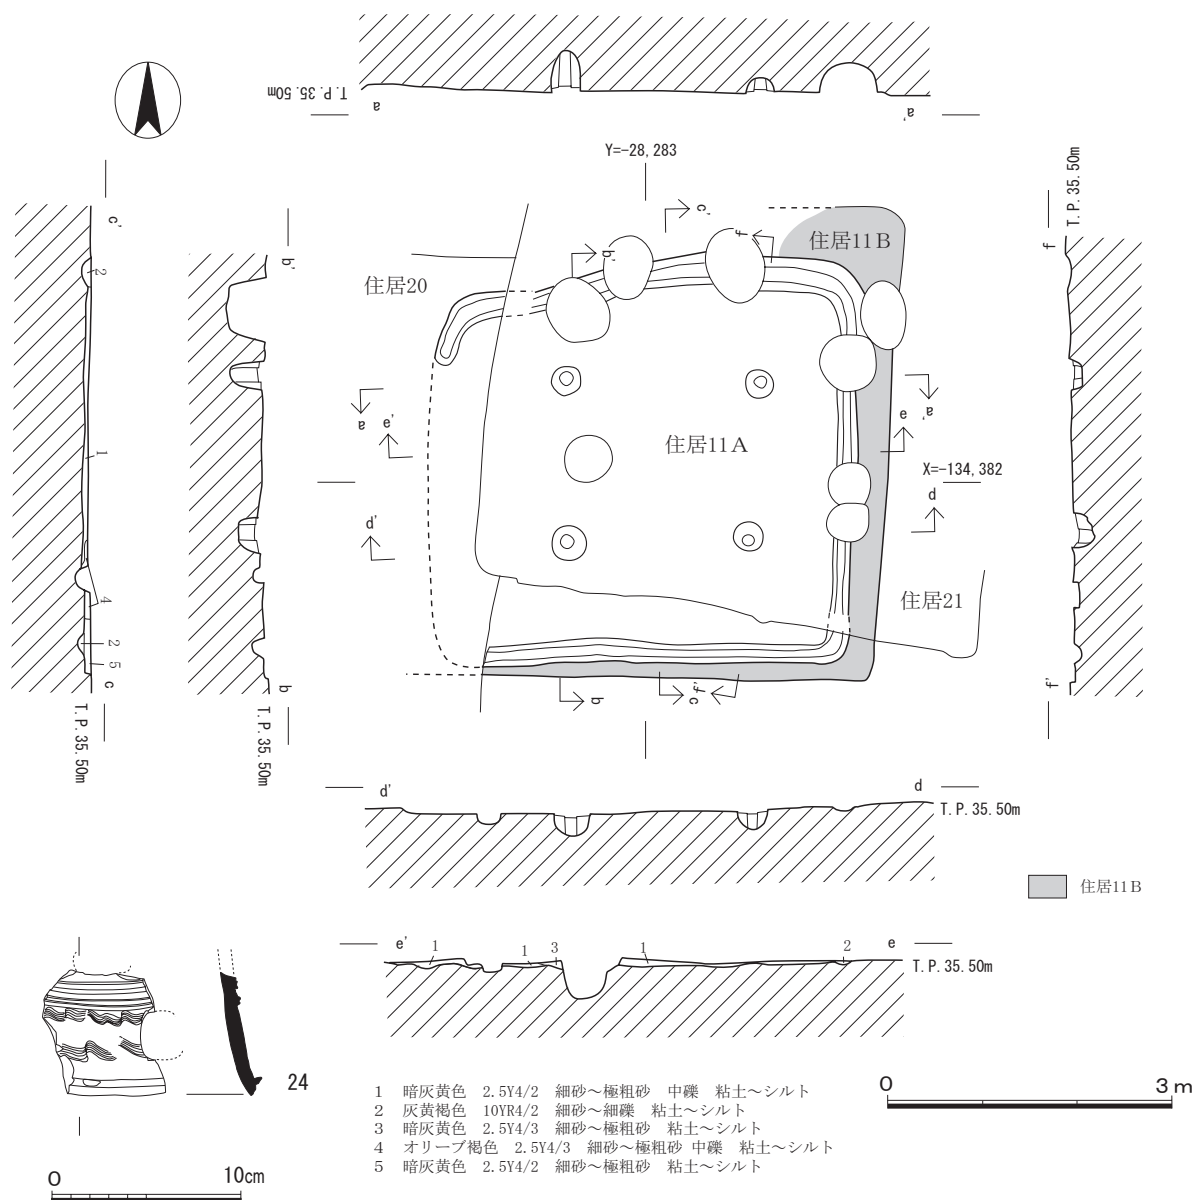 T.P.35.50m
a
a'
Y=-28,283
T.P.35.50m
c'
b'
f
c'
b'
f
住居11B
住居20
a
e'
住居11A
e
a'
X=-134,382
d'
d
住居21
2
1
4
2
5
c
b
T.P.35.50m
T.P.35.50m
b
c
f'
f'
d'
d
T.P.35.50m
住居11B
e'
1
1
3
1
2
e
T.P.35.50m
24
1 暗灰黄色 2.5Y4/2 細砂～極粗砂 中礫 粘土～シルト
2 灰黄褐色 10YR4/2 細砂～細礫 粘土～シルト
3 暗灰黄色 2.5Y4/3 細砂～極粗砂 粘土～シルト
4 オリーブ褐色 2.5Y4/3 細砂～極粗砂 中礫 粘土～シルト
5 暗灰黄色 2.5Y4/2 細砂～極粗砂 粘土～シルト
0 3m
0 10cm